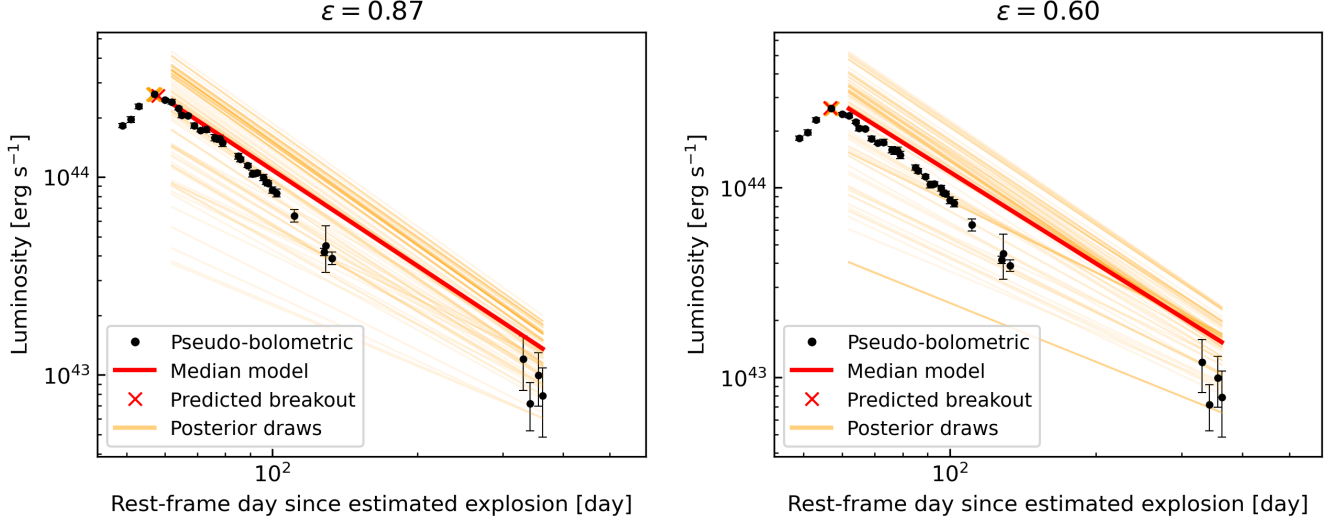 ε = 0.87
Luminosity [erg s⁻¹]
10⁴⁴
10⁴³
Pseudo-bolometric
Median model
Predicted breakout
Posterior draws
10²
Rest-frame day since estimated explosion [day]
ε = 0.60
Luminosity [erg s⁻¹]
10⁴⁴
10⁴³
Pseudo-bolometric
Median model
Predicted breakout
Posterior draws
10²
Rest-frame day since estimated explosion [day]